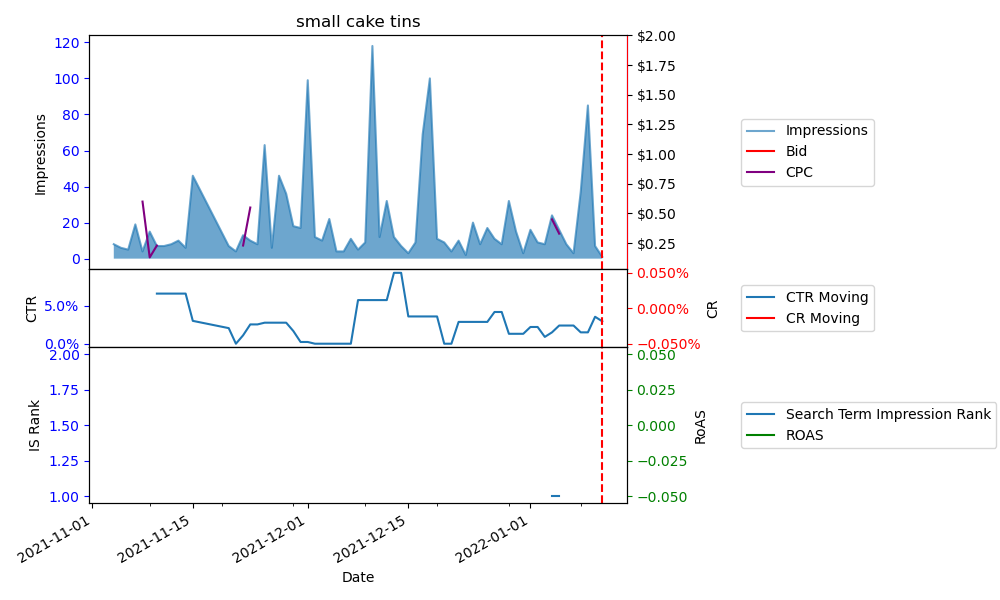 small cake tins
120
100
80
60
40
20
0
Impressions
$2.00
$1.75
$1.50
$1.25
$1.00
$0.75
$0.50
$0.25
Impressions
Bid
CPC
5.0%
0.0%
CTR
0.050%
0.000%
−0.050%
CR
CTR Moving
CR Moving
2.00
1.75
1.50
1.25
1.00
IS Rank
0.050
0.025
0.000
−0.025
−0.050
RoAS
Search Term Impression Rank
ROAS
2021-11-01
2021-11-15
2021-12-01
2021-12-15
2022-01-01
Date